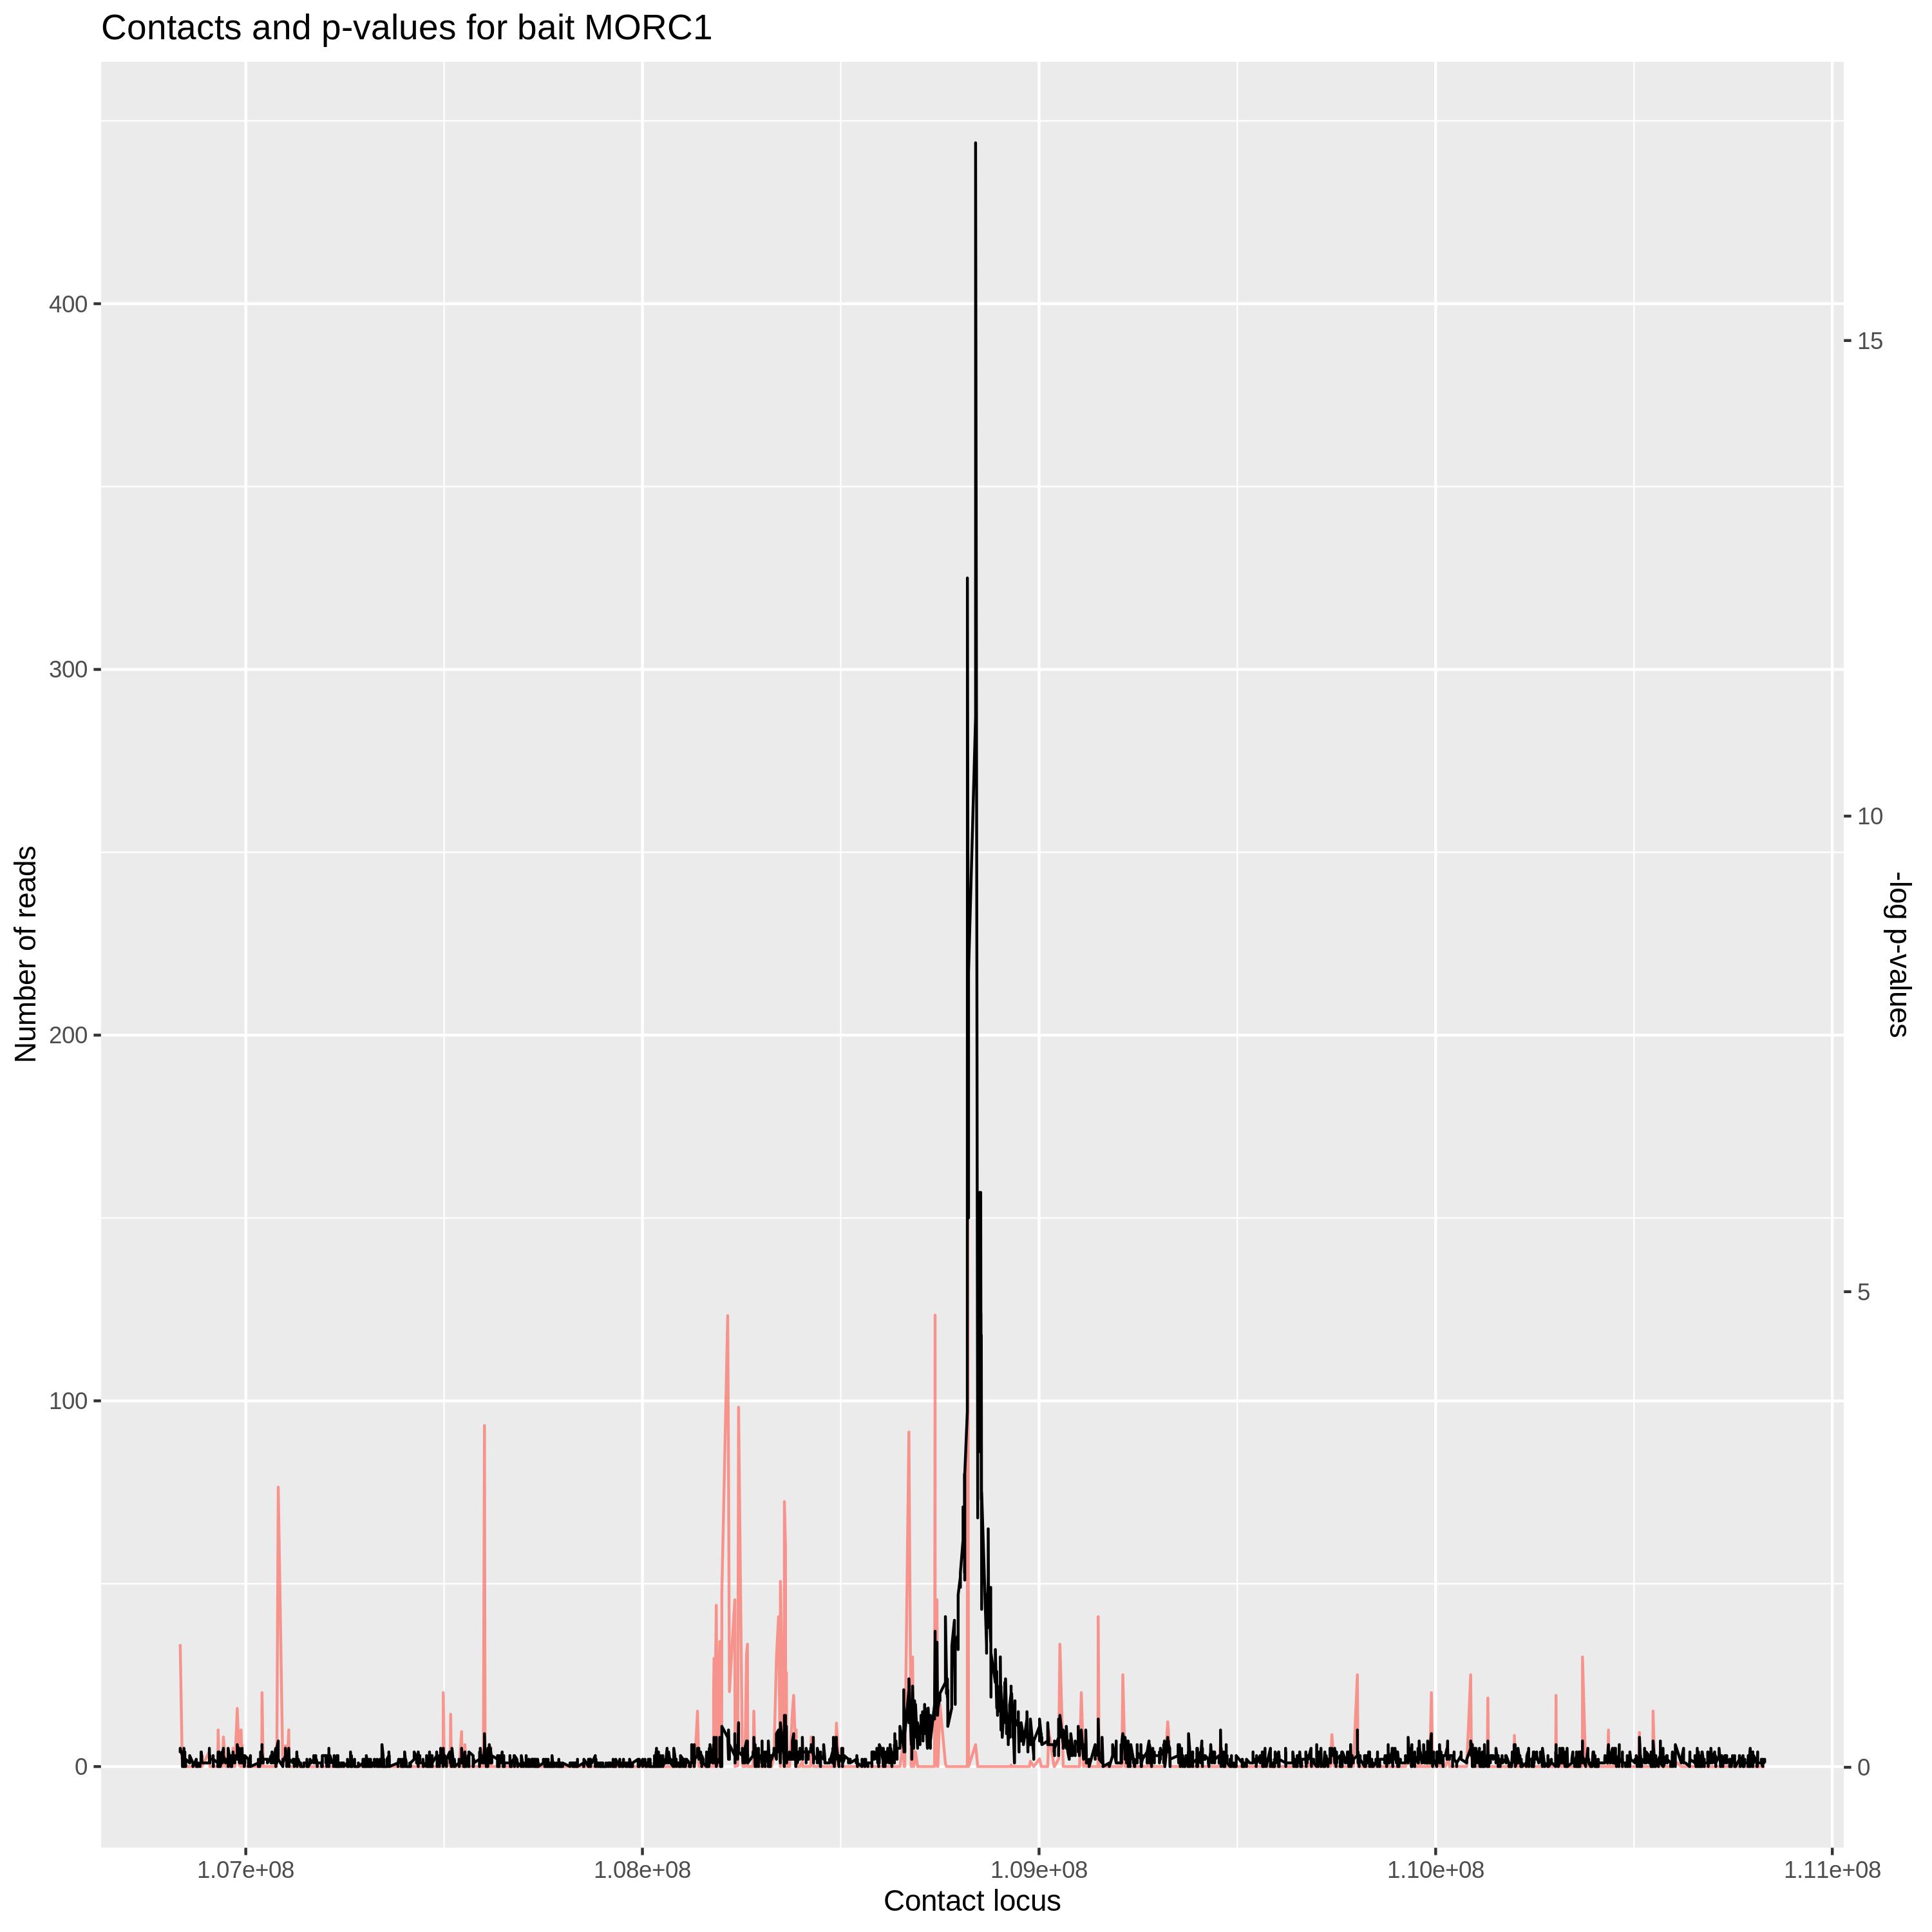 Contacts and p-values for bait MORC1
400
300
200
100
0
Number of reads
15
10
5
0
-log p-values
1.07e+08
1.08e+08
1.09e+08
1.10e+08
1.11e+08
Contact locus